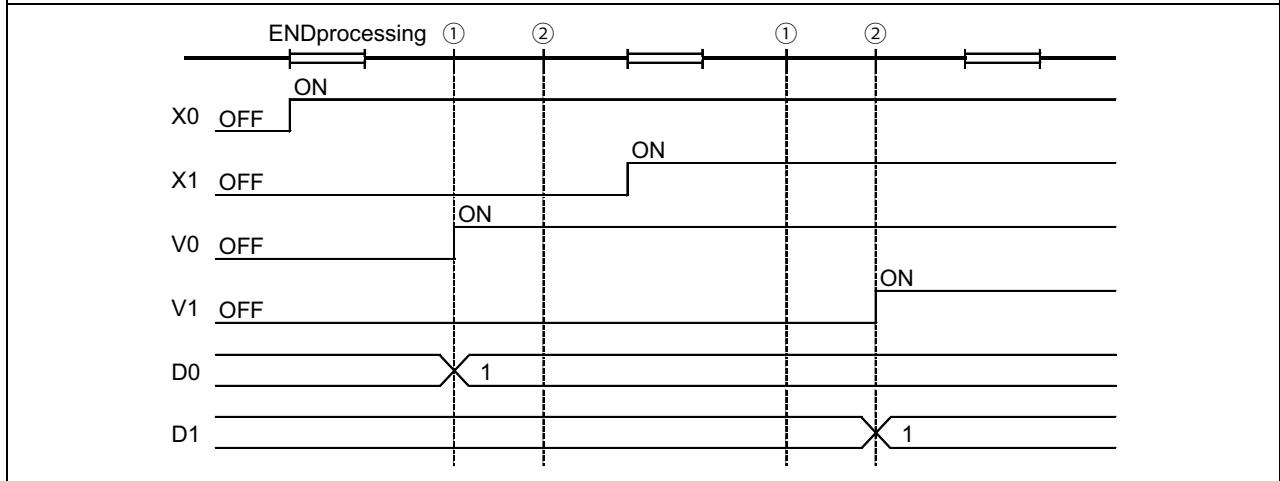 ENDprocessing ① ② ① ②
ON
X0 OFF
ON
X1 OFF
ON
V0 OFF
ON
V1 OFF
D0 1
D1 1